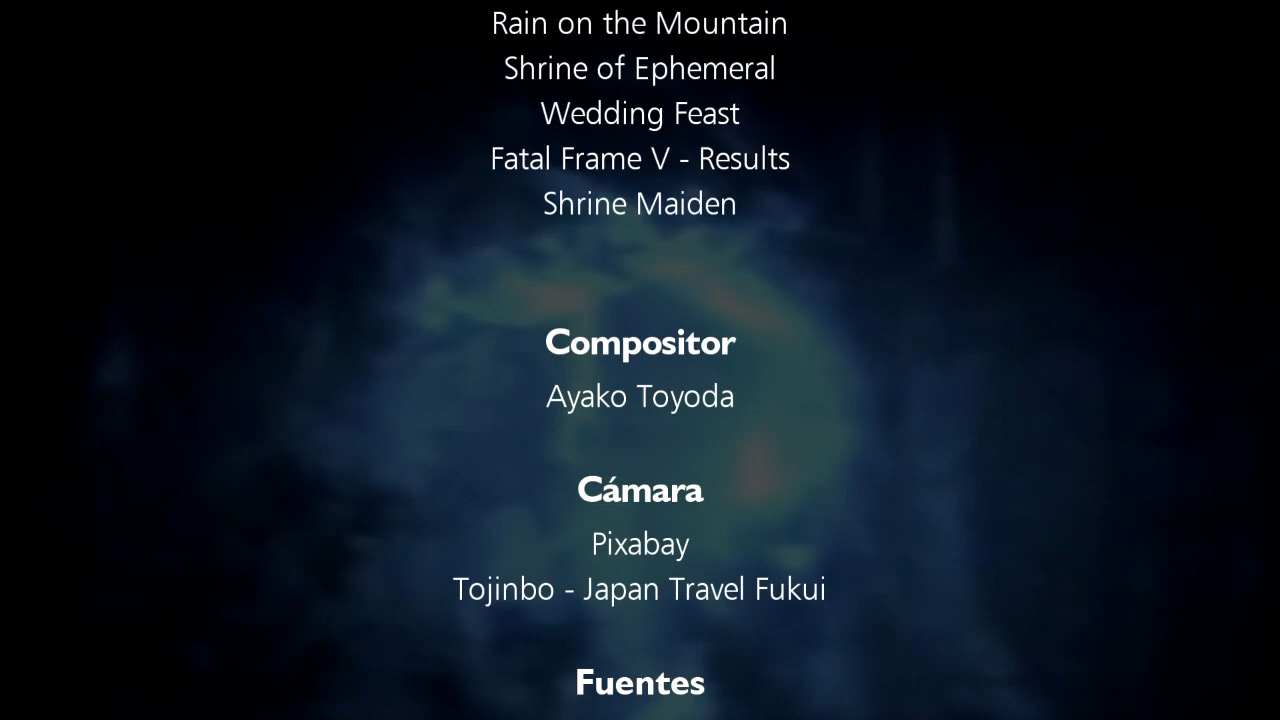 Rain on the Mountain
Shrine of Ephemeral
Wedding Feast
Fatal Frame V - Results
Shrine Maiden
Compositor
Ayako Toyoda
Cámara
Pixabay
Tojinbo - Japan Travel Fukui
Fuentes